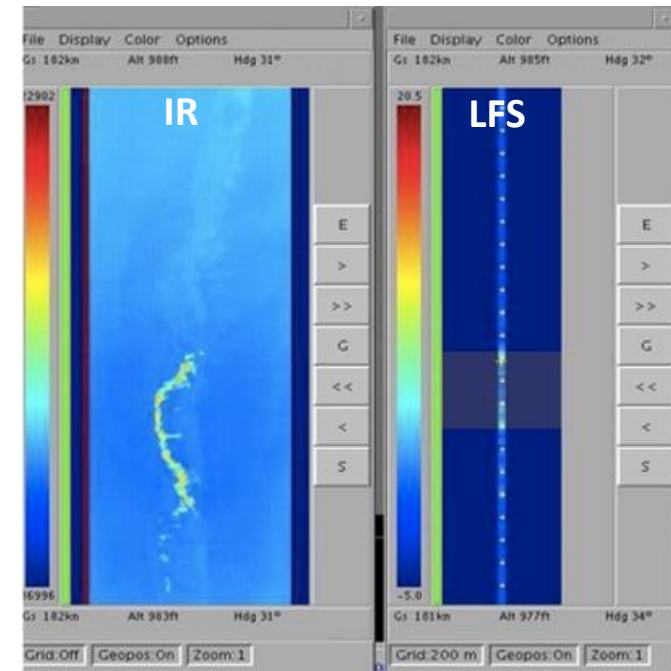 File Display Color Options
Gs 182kn Alt 988ft Hdg 31°
22902
IR
E
>
>>
G
<<
<
S
Gs 182kn Alt 983ft Hdg 31°
Grid:Off Geopos:On Zoom:1
File Display Color Options
Gs 182kn Alt 985ft Hdg 32°
20.5
LFS
E
>
>>
G
<<
<
S
-5.0
Gs 181kn Alt 977ft Hdg 34°
Grid:200 m Geopos:On Zoom:1